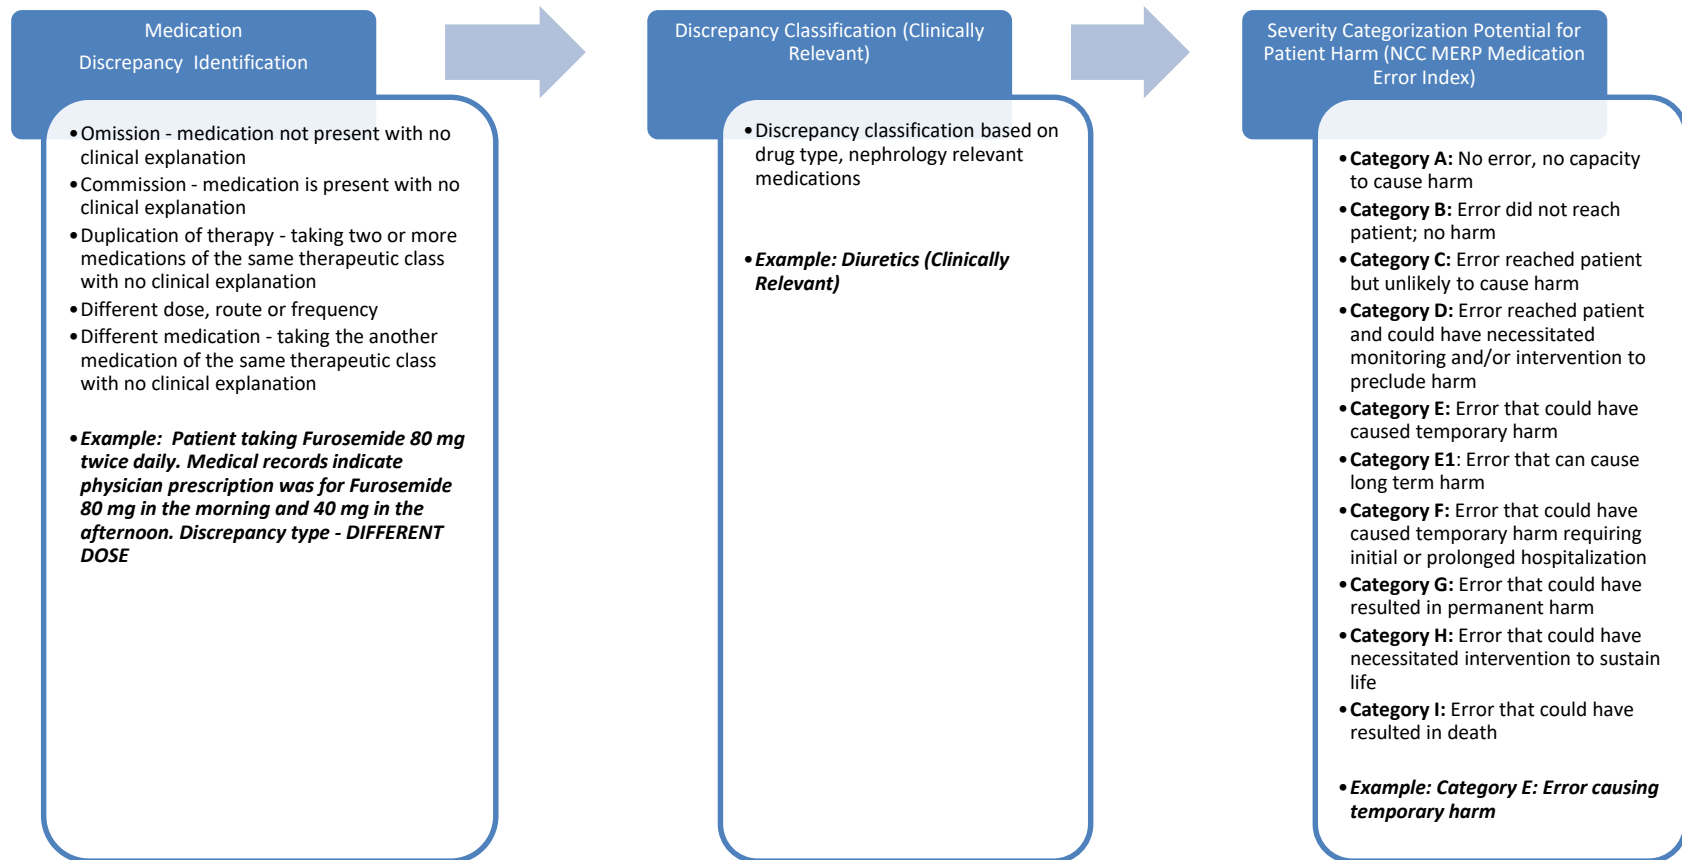 Medication
Discrepancy Identification
•Omission - medication not present with no
clinical explanation
•Commission - medication is present with no
clinical explanation
•Duplication of therapy - taking two or more
medications of the same therapeutic class
with no clinical explanation
•Different dose, route or frequency
•Different medication - taking the another
medication of the same therapeutic class
with no clinical explanation
•Example: Patient taking Furosemide 80 mg
twice daily. Medical records indicate
physician prescription was for Furosemide
80 mg in the morning and 40 mg in the
afternoon. Discrepancy type - DIFFERENT
DOSE
Discrepancy Classification (Clinically
Relevant)
•Discrepancy classification based on
drug type, nephrology relevant
medications
•Example: Diuretics (Clinically
Relevant)
Severity Categorization Potential for
Patient Harm (NCC MERP Medication
Error Index)
•Category A: No error, no capacity
to cause harm
•Category B: Error did not reach
patient; no harm
•Category C: Error reached patient
but unlikely to cause harm
•Category D: Error reached patient
and could have necessitated
monitoring and/or intervention to
preclude harm
•Category E: Error that could have
caused temporary harm
•Category E1: Error that can cause
long term harm
•Category F: Error that could have
caused temporary harm requiring
initial or prolonged hospitalization
•Category G: Error that could have
resulted in permanent harm
•Category H: Error that could have
necessitated intervention to sustain
life
•Category I: Error that could have
resulted in death
•Example: Category E: Error causing
temporary harm